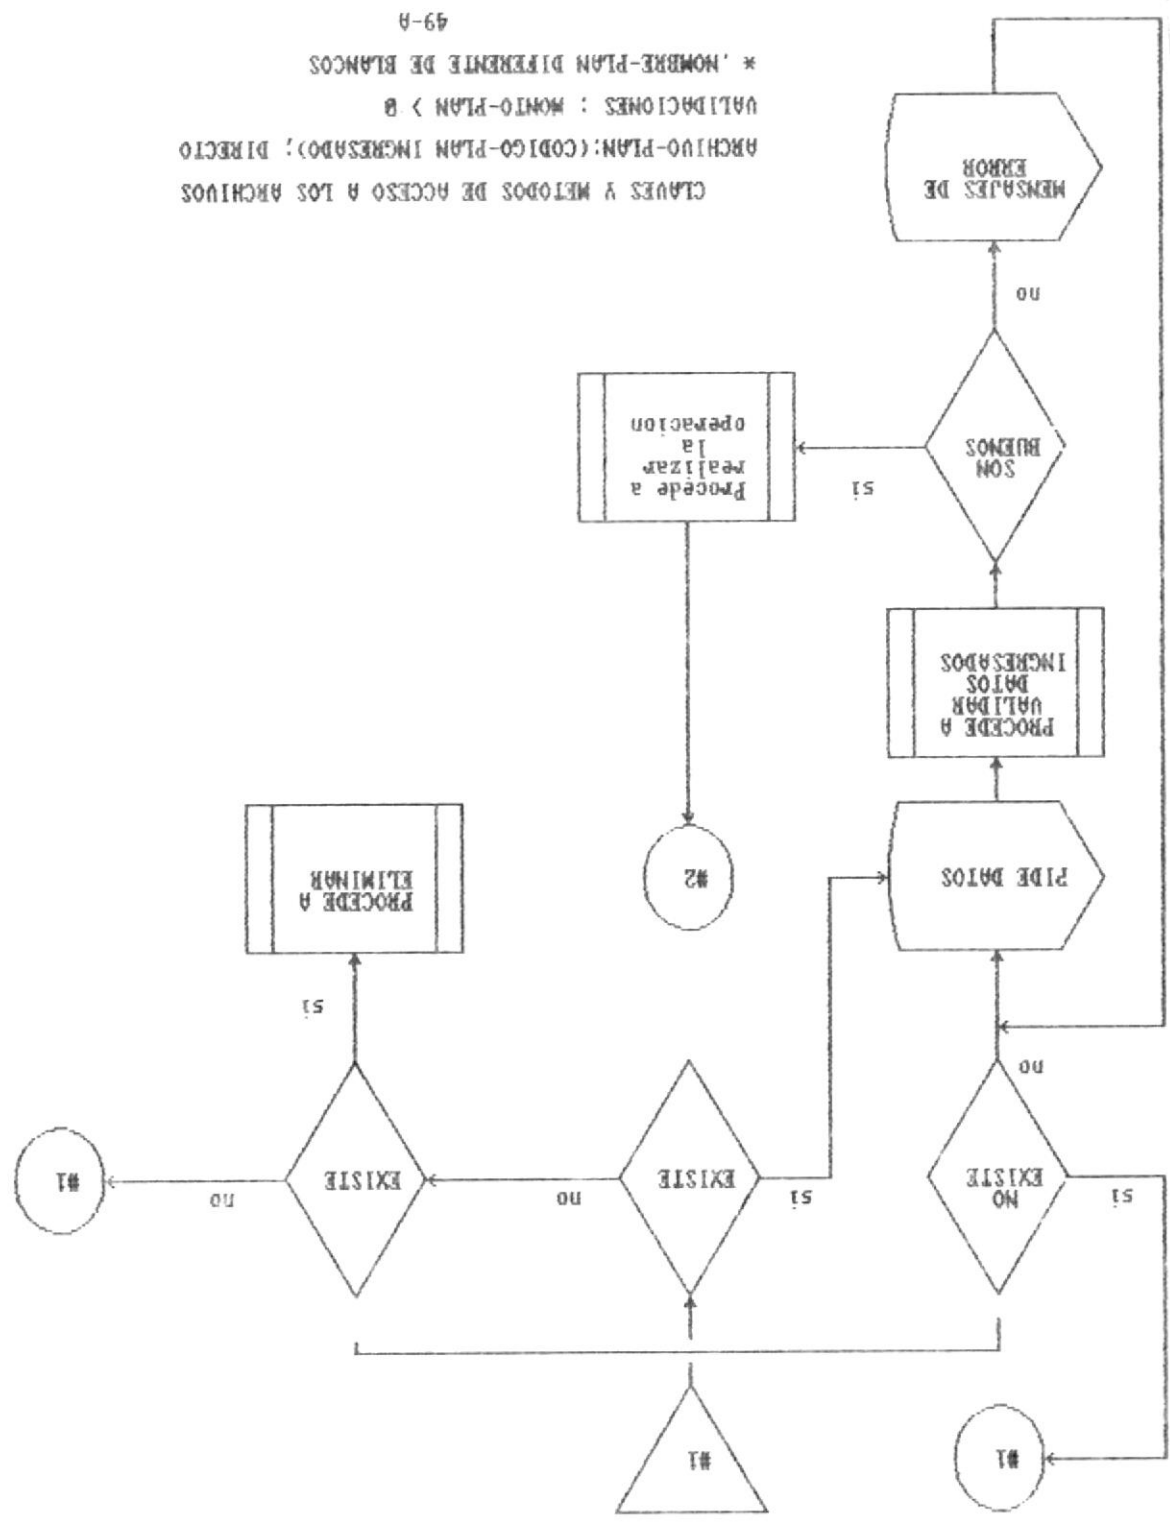 #1
#1
si
NO
EXISTE
no
si
EXISTE
no
EXISTE
no
#1
si
PIDE DATOS
#2
PROCEDE A
ELIMINAR
PROCEDE A
VALIDAR
DATOS
INGRESADOS
SON
BUENOS
si
Procede a
realizar
la
operacion
no
MENSAJES DE
ERROR
CLAVES Y METODOS DE ACCESO A LOS ARCHIVOS
ARCHIVO-PLAN:(CODIGO-PLAN INGRESADO); DIRECTO
VALIDACIONES : MONTO-PLAN > 0
* .NOMBRE-PLAN DIFERENTE DE BLANCOS
49-A